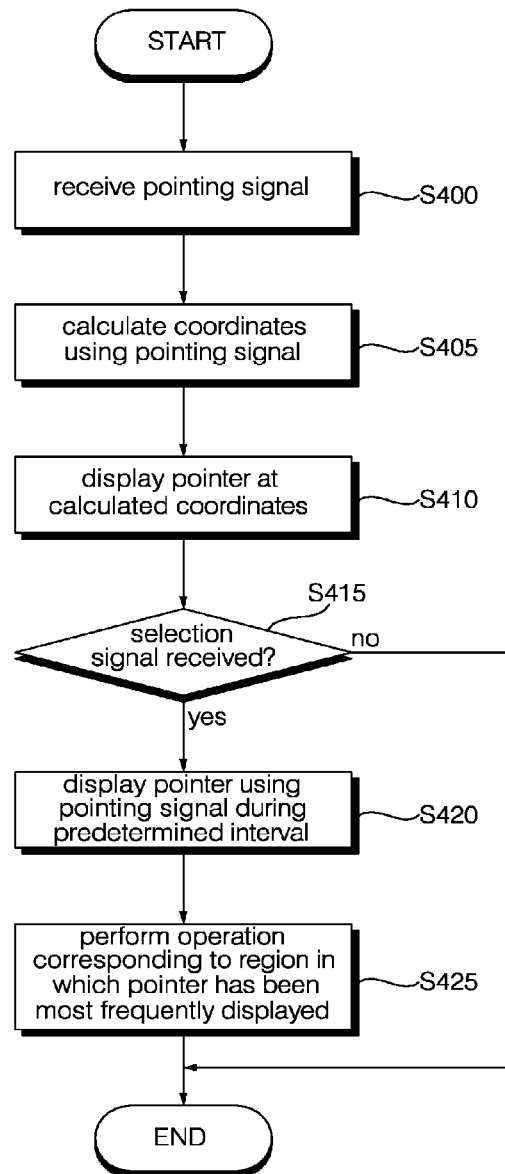 START
receive pointing signal
S400
calculate coordinates
using pointing signal
S405
display pointer at
calculated coordinates
S410
S415
selection
signal received?
no
yes
display pointer using
pointing signal during
predetermined interval
S420
perform operation
corresponding to region in
which pointer has been
most frequently displayed
S425
END